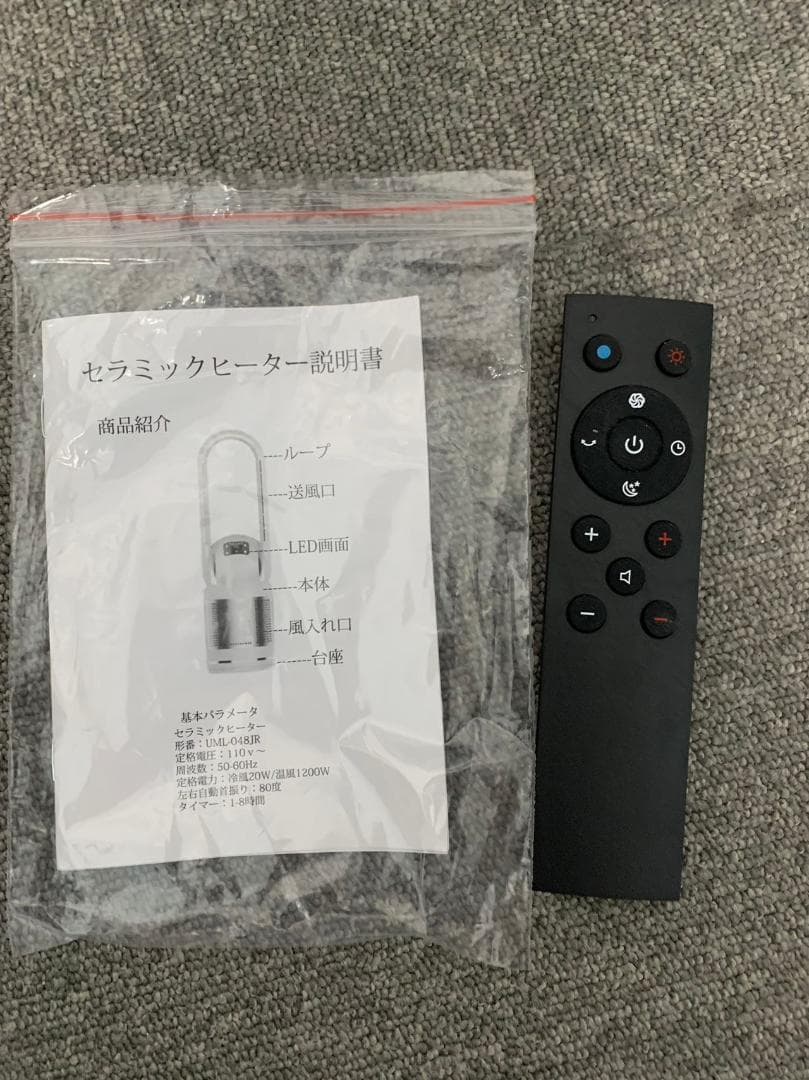 セラミックヒーター説明書
商品紹介
ループ
送風口
LED画面
本体
風入れ口
台座
基本パラメータ
セラミックヒーター
形番：UML-048JR
定格電圧：110v～
周波数：50-60Hz
定格電力：冷風20W/温風1200W
左右自動首振り：80度
タイマー：1-8時間